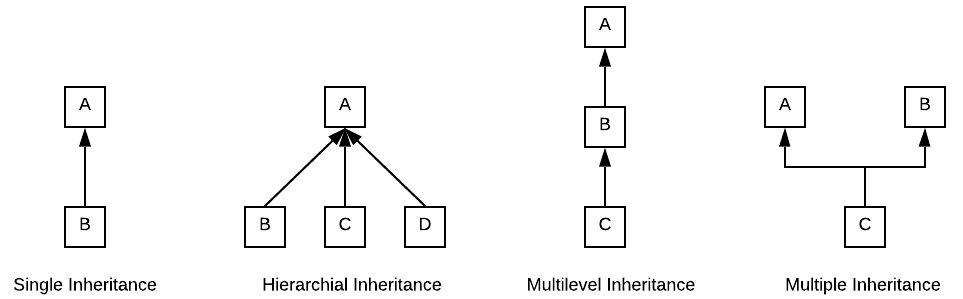 A
B
Single Inheritance
A
B
C
D
Hierarchial Inheritance
A
B
C
Multilevel Inheritance
A
B
C
Multiple Inheritance